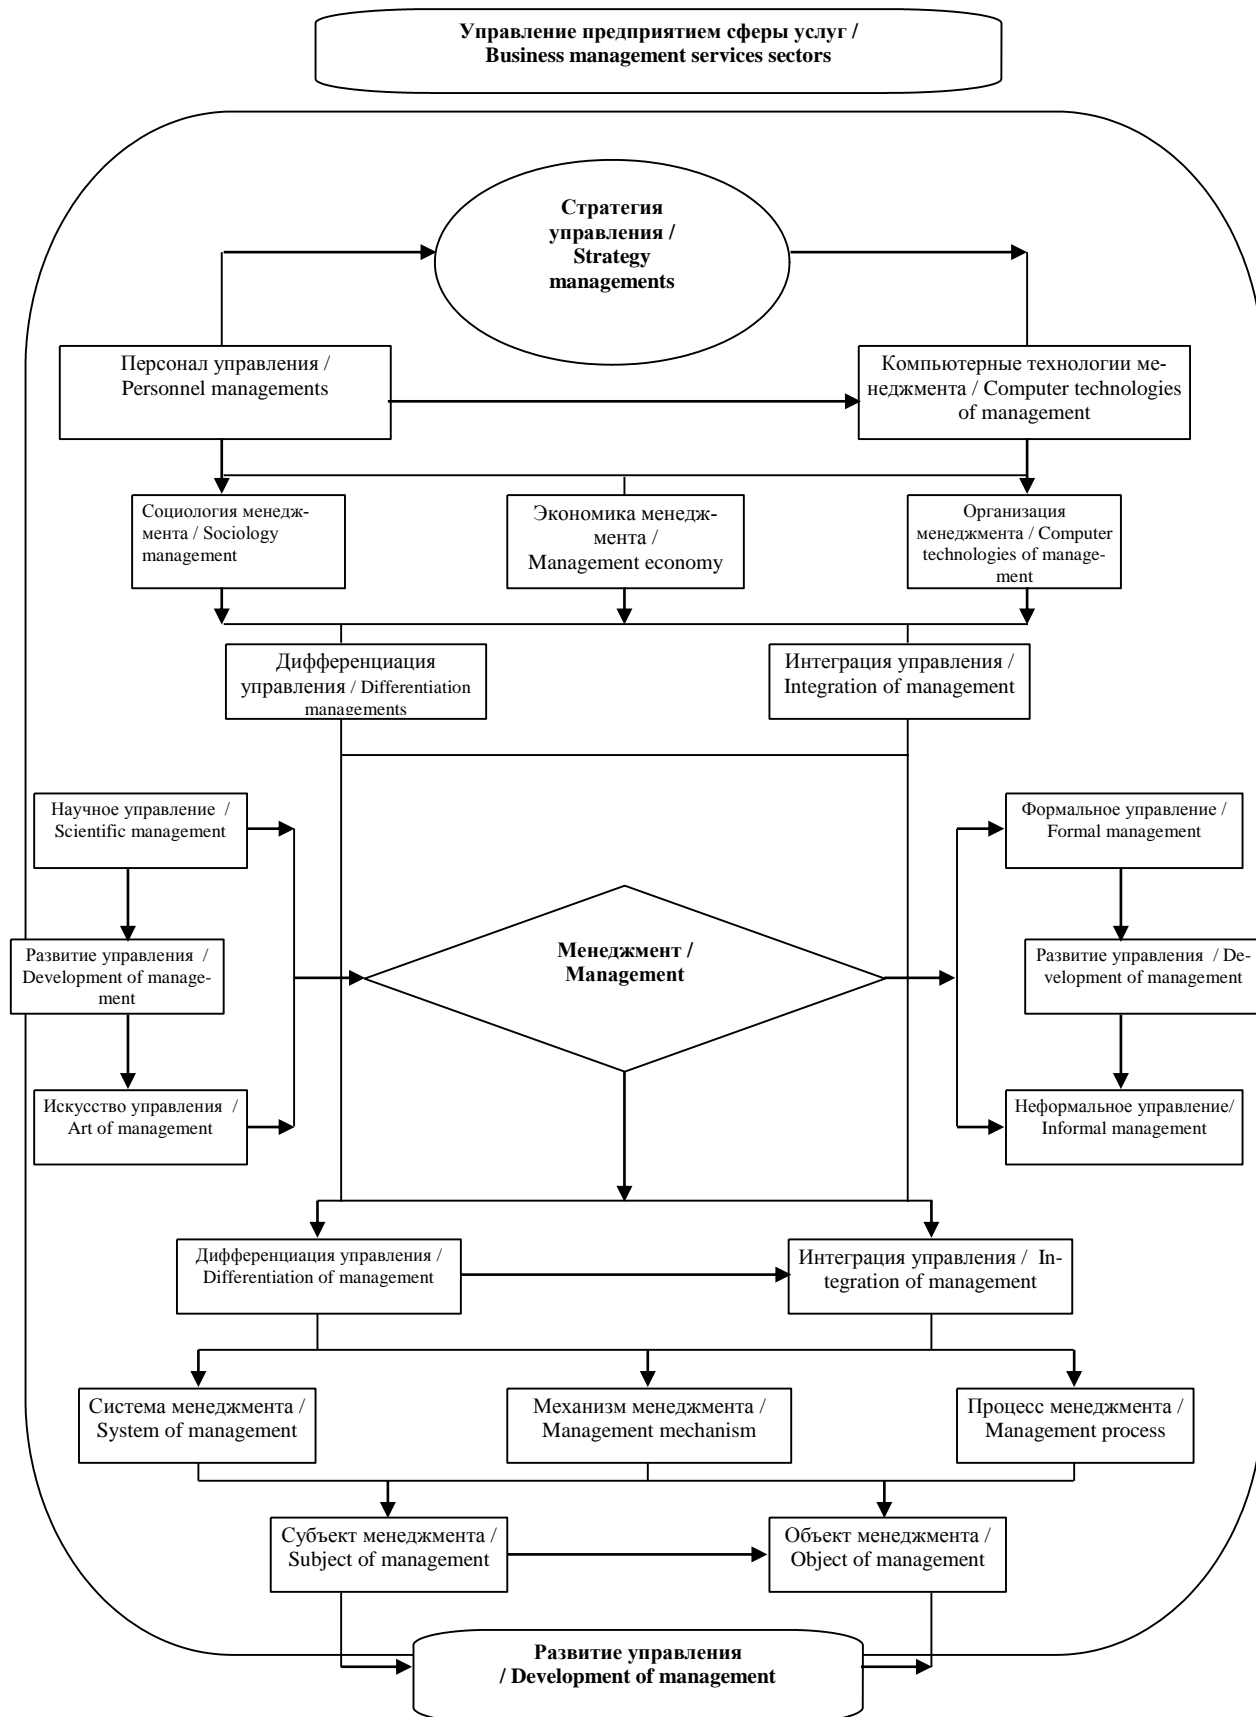 Управление предприятием сферы услуг /
Business management services sectors
Стратегия
управления /
Strategy
managements
Персонал управления /
Personnel managements
Компьютерные технологии ме-
неджмента / Computer technologies
of management
Социология менедж-
мента / Sociology
management
Экономика менедж-
мента /
Management economy
Организация
менеджмента / Computer
technologies of manage-
ment
Дифференциация
управления / Differentiation
managements
Интеграция управления /
Integration of management
Научное управление /
Scientific management
Формальное управление /
Formal management
Менеджмент /
Management
Развитие управления /
Development of manage-
ment
Развитие управления / De-
velopment of management
Искусство управления /
Art of management
Неформальное управление/
Informal management
Дифференциация управления /
Differentiation of management
Интеграция управления / In-
tegration of management
Система менеджмента /
System of management
Механизм менеджмента /
Management mechanism
Процесс менеджмента /
Management process
Субъект менеджмента /
Subject of management
Объект менеджмента /
Object of management
Развитие управления
/ Development of management